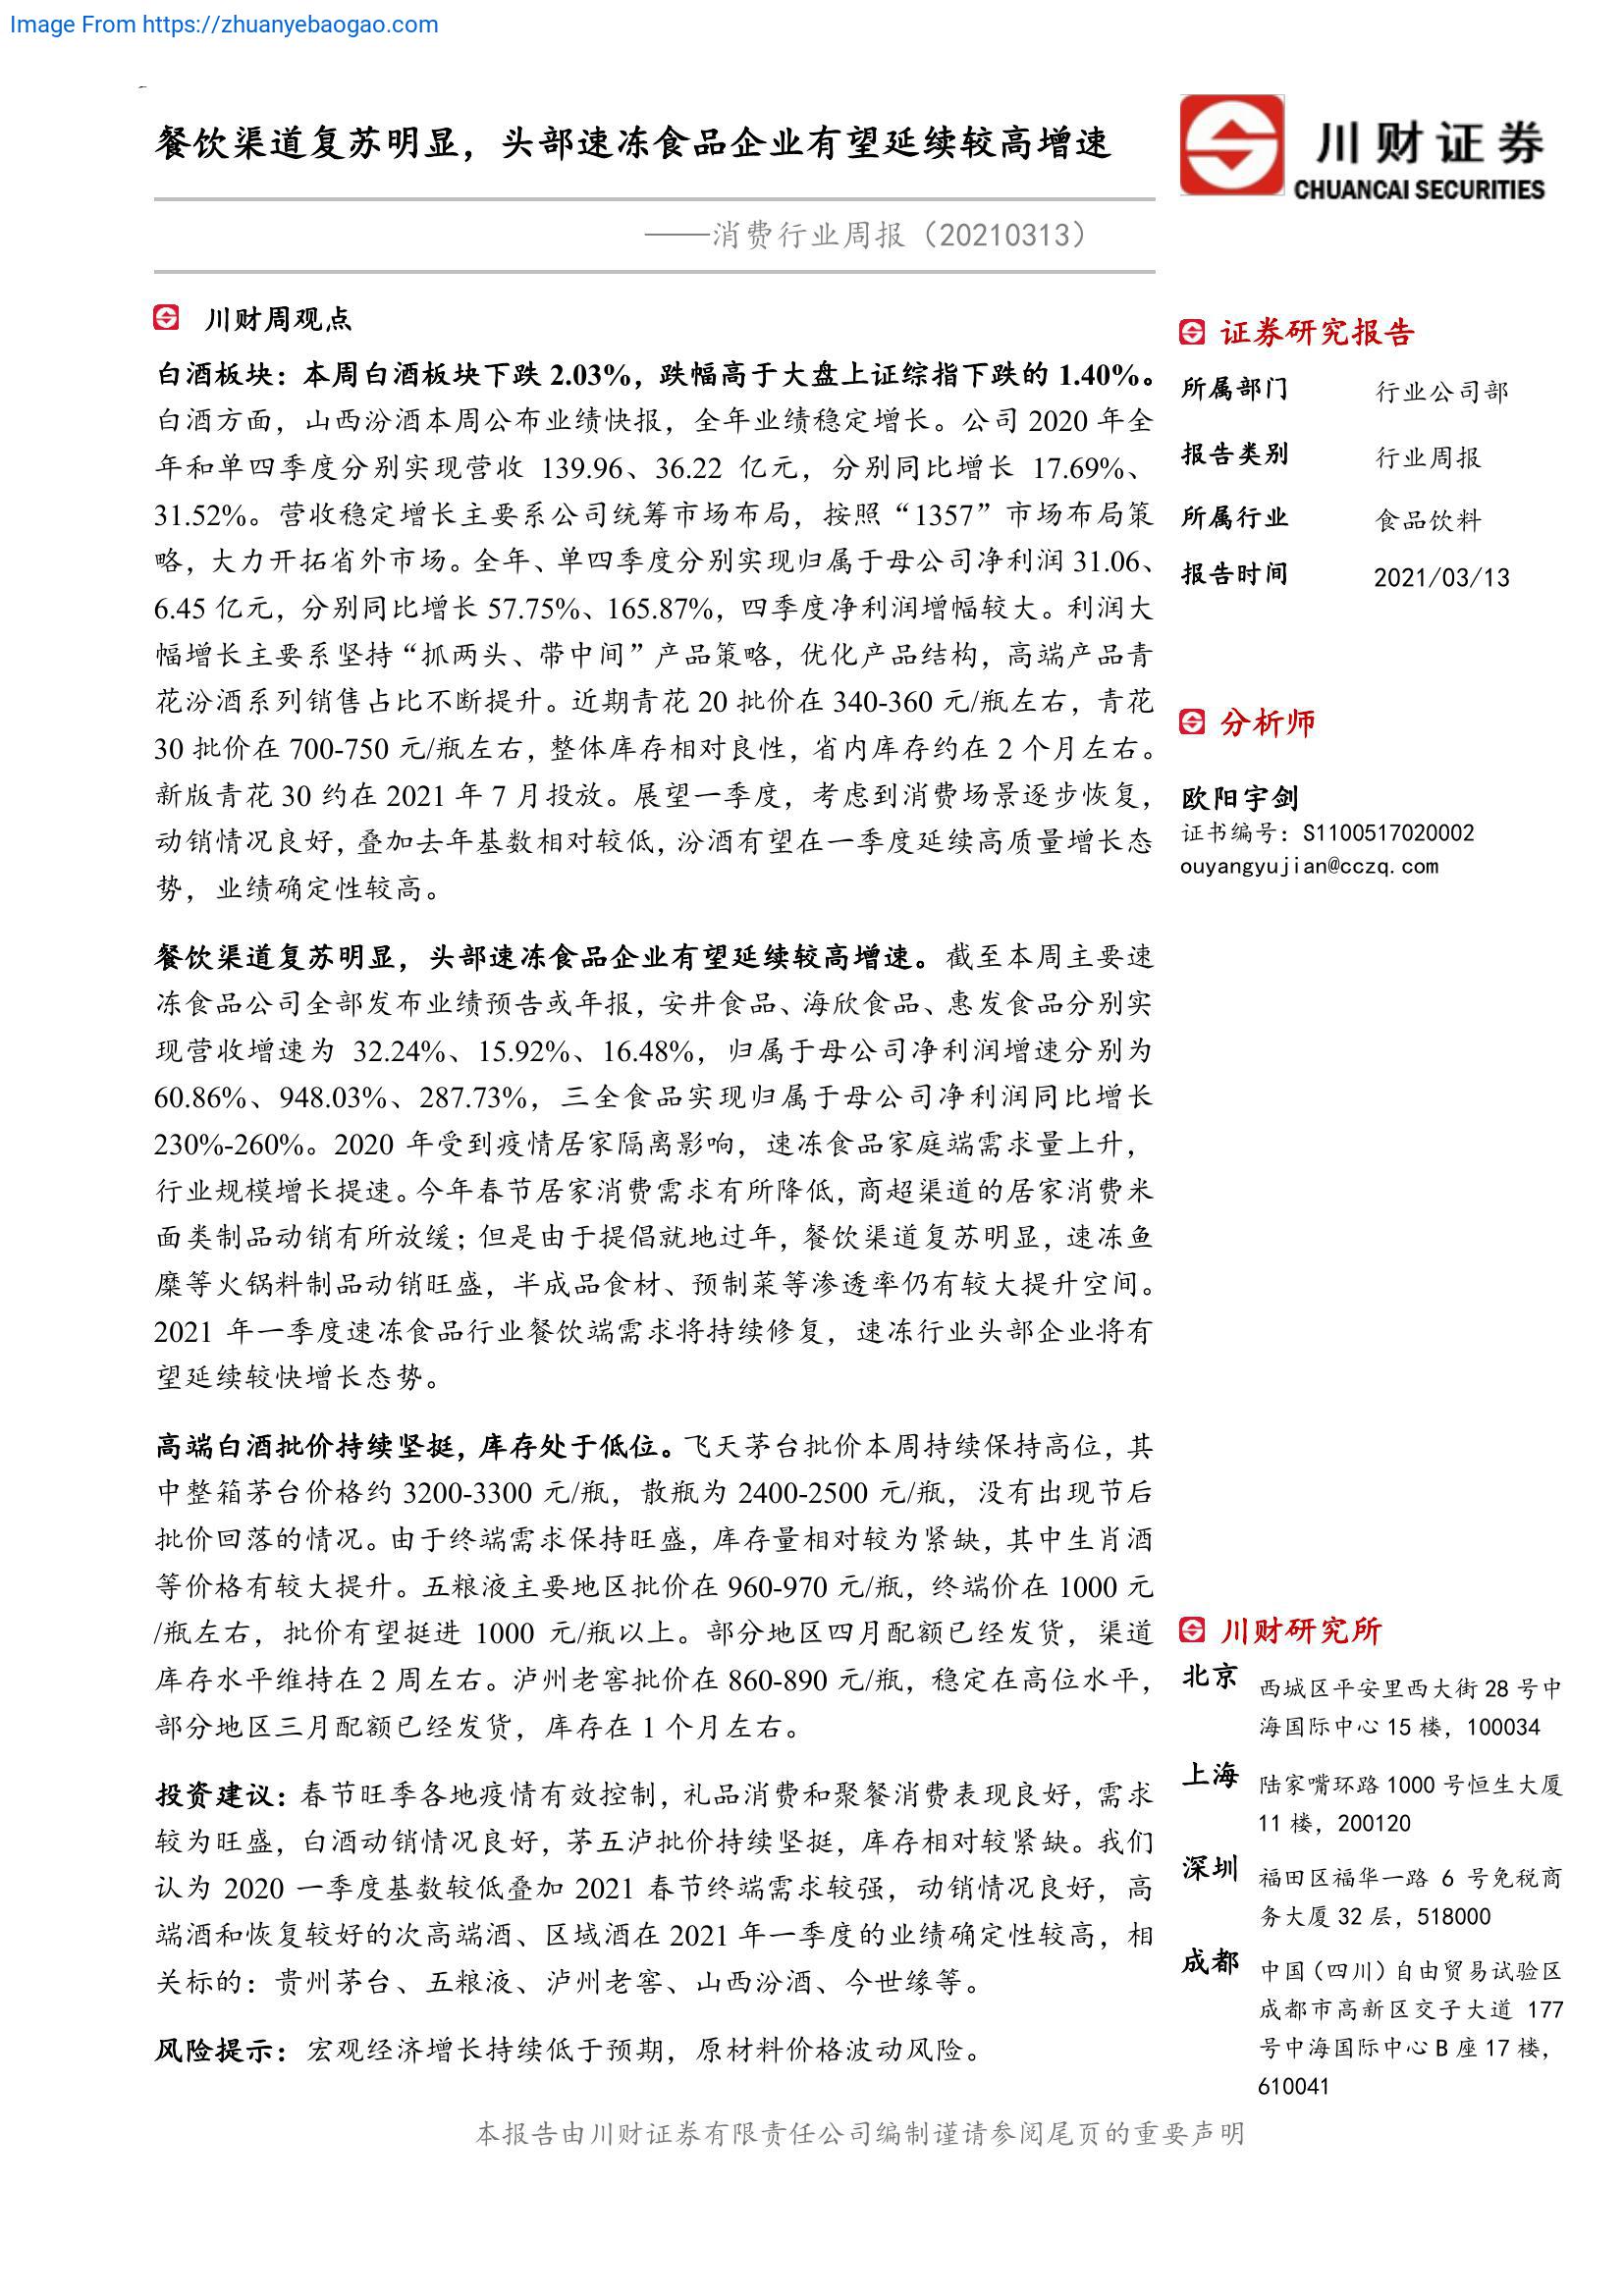 Image From https://zhuanyebaogao.com
餐饮渠道复苏明显，头部速冻食品企业有望延续较高增速
——消费行业周报（20210313）
川财证券
CHUANCAI SECURITIES
川财周观点
白酒板块：本周白酒板块下跌 2.03%，跌幅高于大盘上证综指下跌的 1.40%。
白酒方面，山西汾酒本周公布业绩快报，全年业绩稳定增长。公司 2020 年全
年和单四季度分别实现营收 139.96、36.22 亿元，分别同比增长 17.69%、
31.52%。营收稳定增长主要系公司统筹市场布局，按照“1357”市场布局策
略，大力开拓省外市场。全年、单四季度分别实现归属于母公司净利润 31.06、
6.45 亿元，分别同比增长 57.75%、165.87%，四季度净利润增幅较大。利润大
幅增长主要系坚持“抓两头、带中间”产品策略，优化产品结构，高端产品青
花汾酒系列销售占比不断提升。近期青花 20 批价在 340-360 元/瓶左右，青花
30 批价在 700-750 元/瓶左右，整体库存相对良性，省内库存约在 2 个月左右。
新版青花 30 约在 2021 年 7 月投放。展望一季度，考虑到消费场景逐步恢复，
动销情况良好，叠加去年基数相对较低，汾酒有望在一季度延续高质量增长态
势，业绩确定性较高。
餐饮渠道复苏明显，头部速冻食品企业有望延续较高增速。截至本周主要速
冻食品公司全部发布业绩预告或年报，安井食品、海欣食品、惠发食品分别实
现营收增速为 32.24%、15.92%、16.48%，归属于母公司净利润增速分别为
60.86%、948.03%、287.73%，三全食品实现归属于母公司净利润同比增长
230%-260%。2020 年受到疫情居家隔离影响，速冻食品家庭端需求量上升，
行业规模增长提速。今年春节居家消费需求有所降低，商超渠道的居家消费米
面类制品动销有所放缓；但是由于提倡就地过年，餐饮渠道复苏明显，速冻鱼
糜等火锅料制品动销旺盛，半成品食材、预制菜等渗透率仍有较大提升空间。
2021 年一季度速冻食品行业餐饮端需求将持续修复，速冻行业头部企业将有
望延续较快增长态势。
高端白酒批价持续坚挺，库存处于低位。飞天茅台批价本周持续保持高位，其
中整箱茅台价格约 3200-3300 元/瓶，散瓶为 2400-2500 元/瓶，没有出现节后
批价回落的情况。由于终端需求保持旺盛，库存量相对较为紧缺，其中生肖酒
等价格有较大提升。五粮液主要地区批价在 960-970 元/瓶，终端价在 1000 元
/瓶左右，批价有望挺进 1000 元/瓶以上。部分地区四月配额已经发货，渠道
库存水平维持在 2 周左右。泸州老窖批价在 860-890 元/瓶，稳定在高位水平，
部分地区三月配额已经发货，库存在 1 个月左右。
投资建议：春节旺季各地疫情有效控制，礼品消费和聚餐消费表现良好，需求
较为旺盛，白酒动销情况良好，茅五泸批价持续坚挺，库存相对较紧缺。我们
认为 2020 一季度基数较低叠加 2021 春节终端需求较强，动销情况良好，高
端酒和恢复较好的次高端酒、区域酒在 2021 年一季度的业绩确定性较高，相
关标的：贵州茅台、五粮液、泸州老窖、山西汾酒、今世缘等。
风险提示：宏观经济增长持续低于预期，原材料价格波动风险。
证券研究报告
所属部门 行业公司部
报告类别 行业周报
所属行业 食品饮料
报告时间 2021/03/13
分析师
欧阳宇剑
证书编号：S1100517020002
ouyangyujian@cczq.com
川财研究所
北京 西城区平安里西大街 28 号中
海国际中心 15 楼，100034
上海 陆家嘴环路 1000 号恒生大厦
11 楼，200120
深圳 福田区福华一路 6 号免税商
务大厦 32 层，518000
成都 中国（四川）自由贸易试验区
成都市高新区交子大道 177
号中海国际中心 B 座 17 楼，
610041
本报告由川财证券有限责任公司编制谨请参阅尾页的重要声明